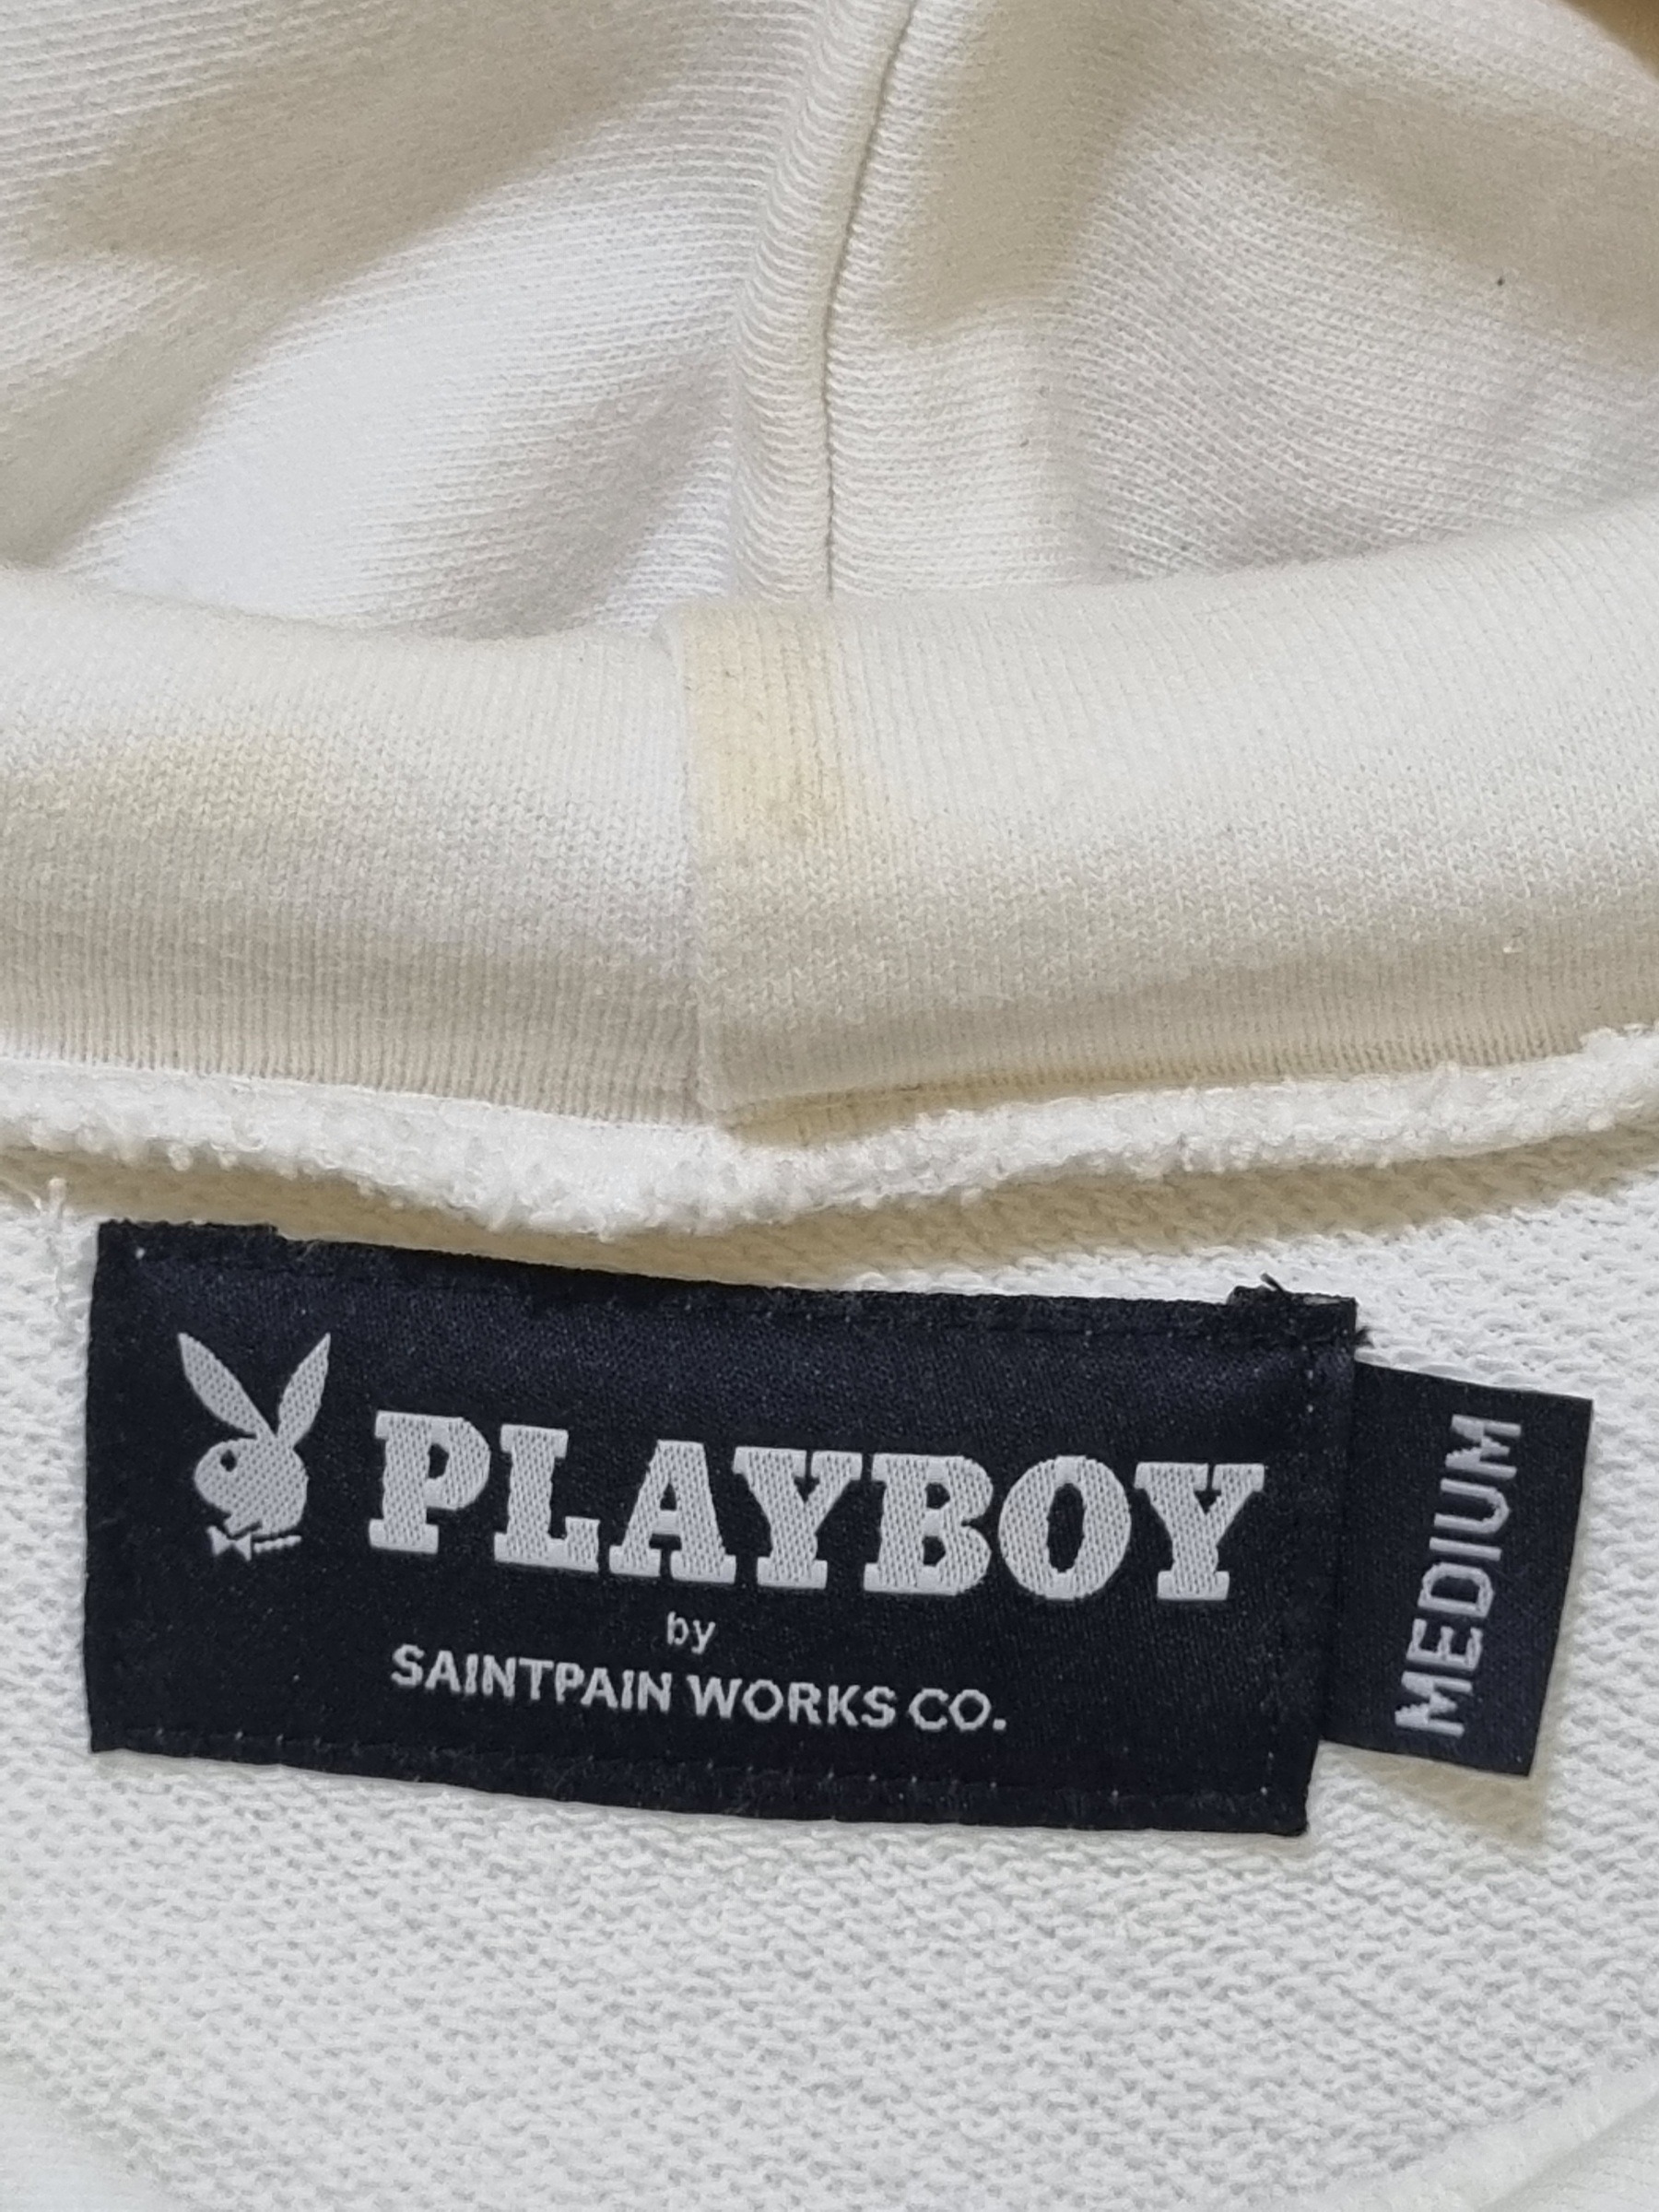 PLAYBOY
by
SAINTPAIN WORKS CO.
MEDIUM